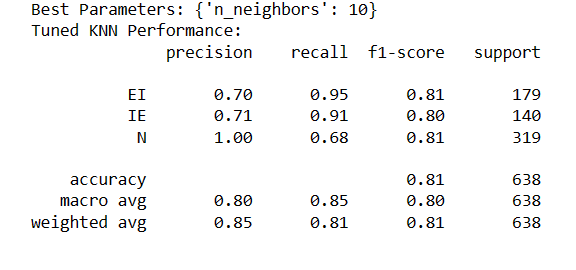 Best Parameters: {'n_neighbors': 10}
Tuned KNN Performance:
precision recall f1-score support
EI 0.70 0.95 0.81 179
IE 0.71 0.91 0.80 140
N 1.00 0.68 0.81 319
accuracy 0.81 638
macro avg 0.80 0.85 0.80 638
weighted avg 0.85 0.81 0.81 638